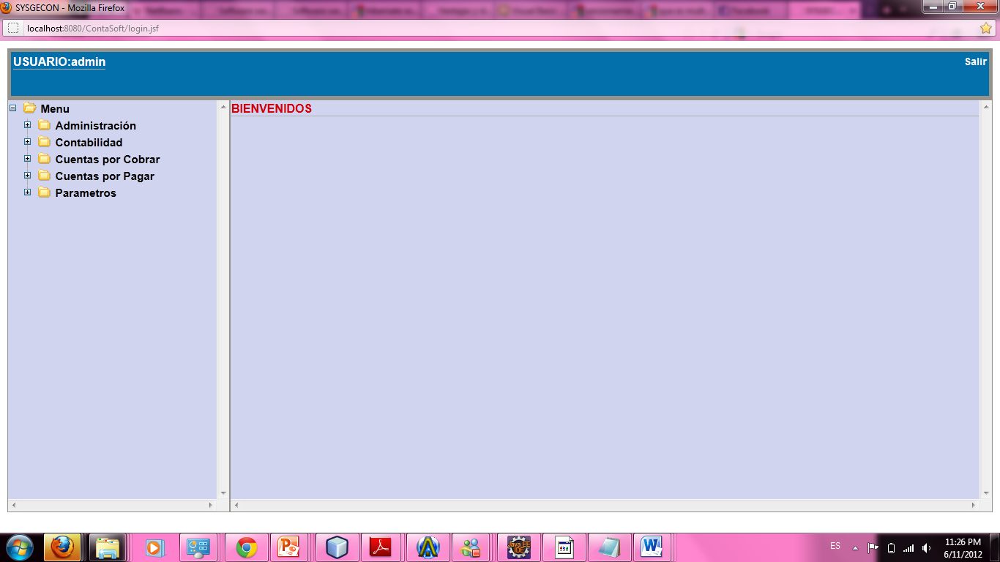 SYSGECON - Mozilla Firefox
localhost:8080/ContaSoft/login.jsf
USUARIO:admin
Salir
Menu
Administración
Contabilidad
Cuentas por Cobrar
Cuentas por Pagar
Parametros
BIENVENIDOS
Java EE
IDE
ES
11:26 PM
6/11/2012